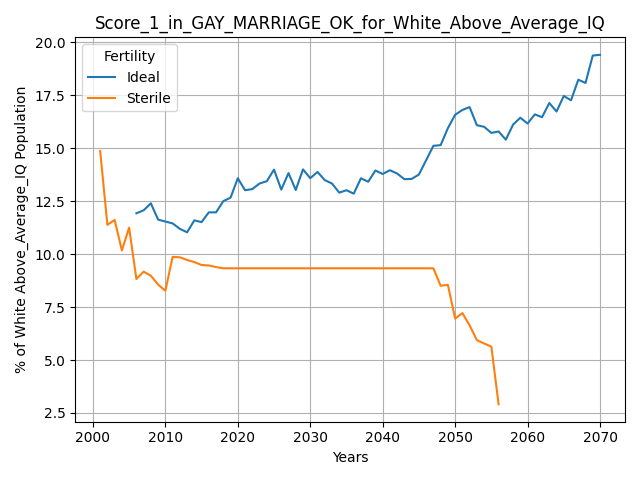 Score_1_in_GAY_MARRIAGE_OK_for_White_Above_Average_IQ
% of White Above_Average_IQ Population
20.0
17.5
15.0
12.5
10.0
7.5
5.0
2.5
Fertility
Ideal
Sterile
2000 2010 2020 2030 2040 2050 2060 2070
Years